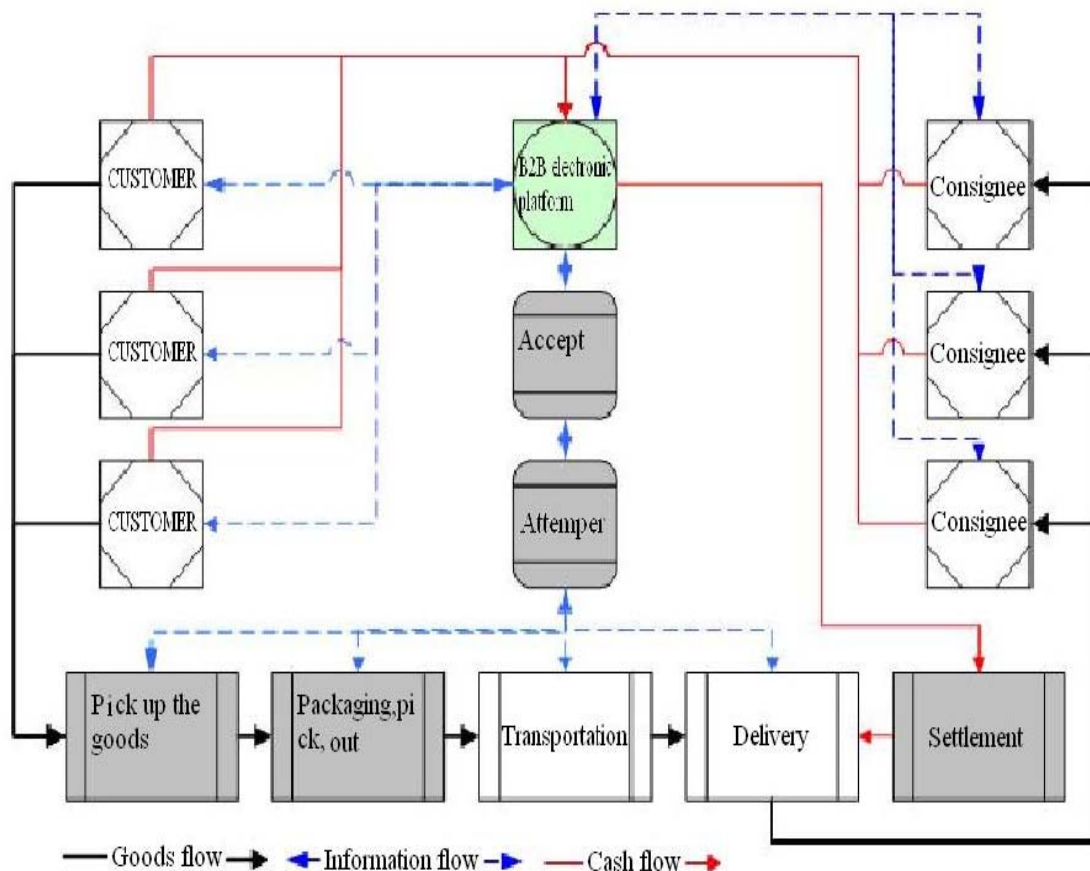 CUSTOMER
B2B electronic
platform
Consignee
CUSTOMER
Accept
Consignee
CUSTOMER
Attemper
Consignee
Pick up the
goods
Packaging,pi
ck, out
Transportation
Delivery
Settlement
Goods flow
Information flow
Cash flow